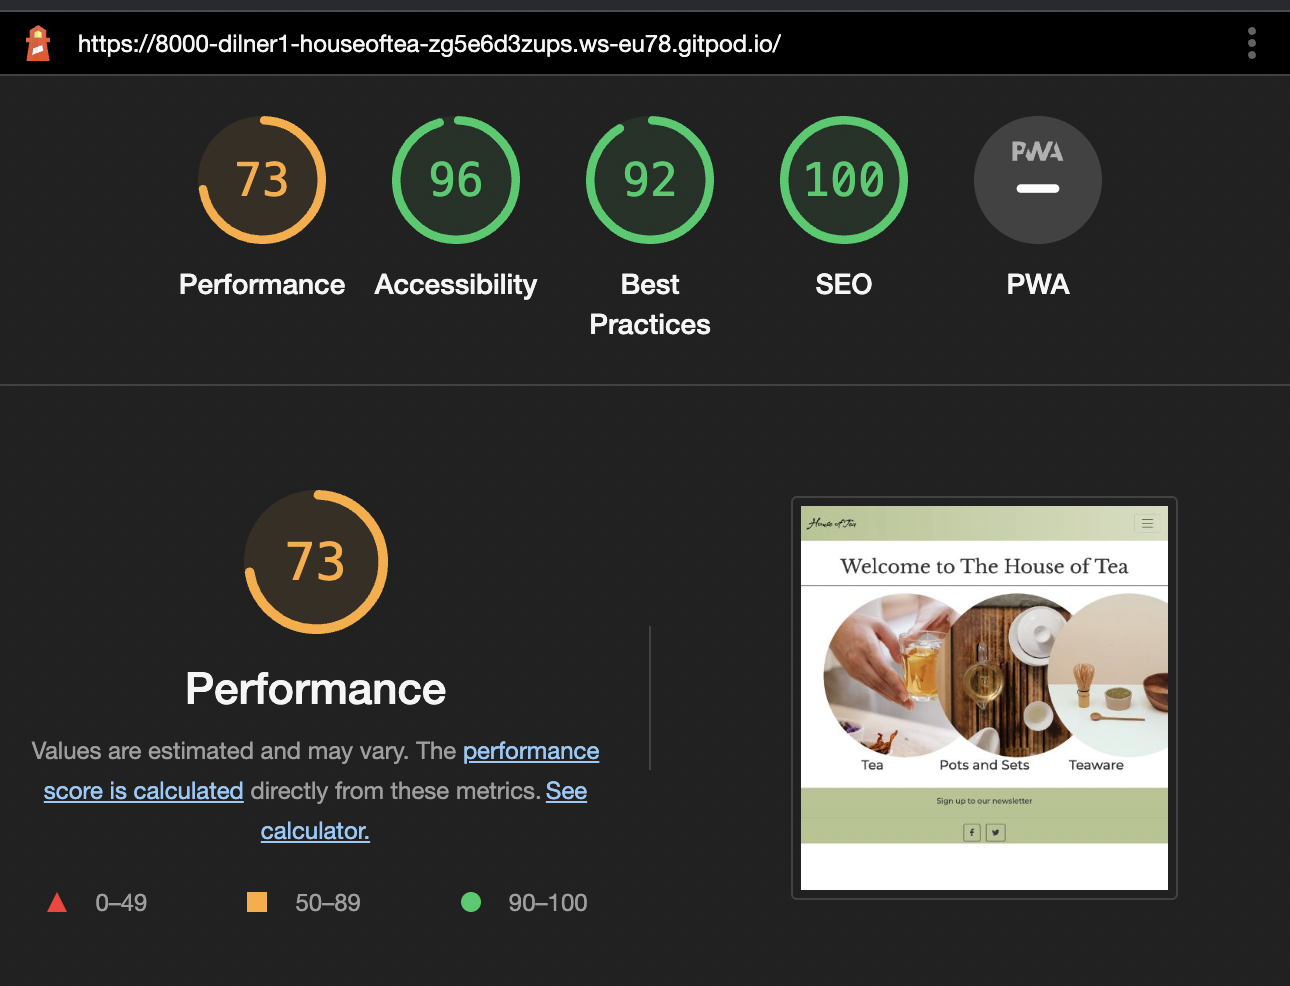 https://8000-dilner1-houseoftea-zg5e6d3zups.ws-eu78.gitpod.io/
73
96
92
100
PWA
Performance
Accessibility
Best
Practices
SEO
PWA
73
Performance
Values are estimated and may vary. The performance
score is calculated directly from these metrics. See
calculator.
0–49
50–89
90–100
House of Tea
Welcome to The House of Tea
Tea
Pots and Sets
Teaware
Sign up to our newsletter